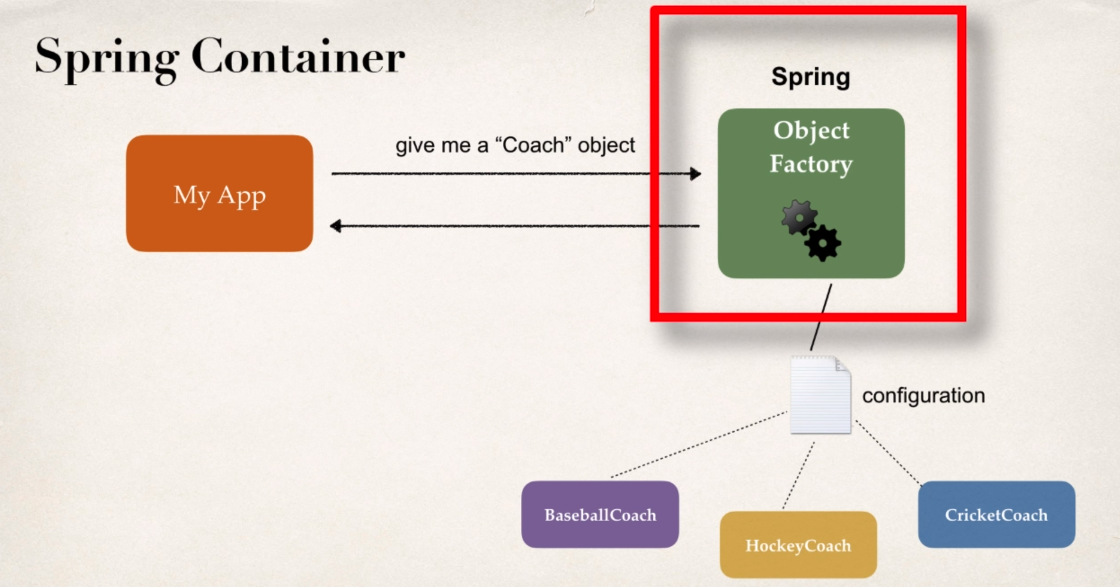 Spring Container
Spring
Object
Factory
give me a “Coach” object
My App
configuration
BaseballCoach
HockeyCoach
CricketCoach